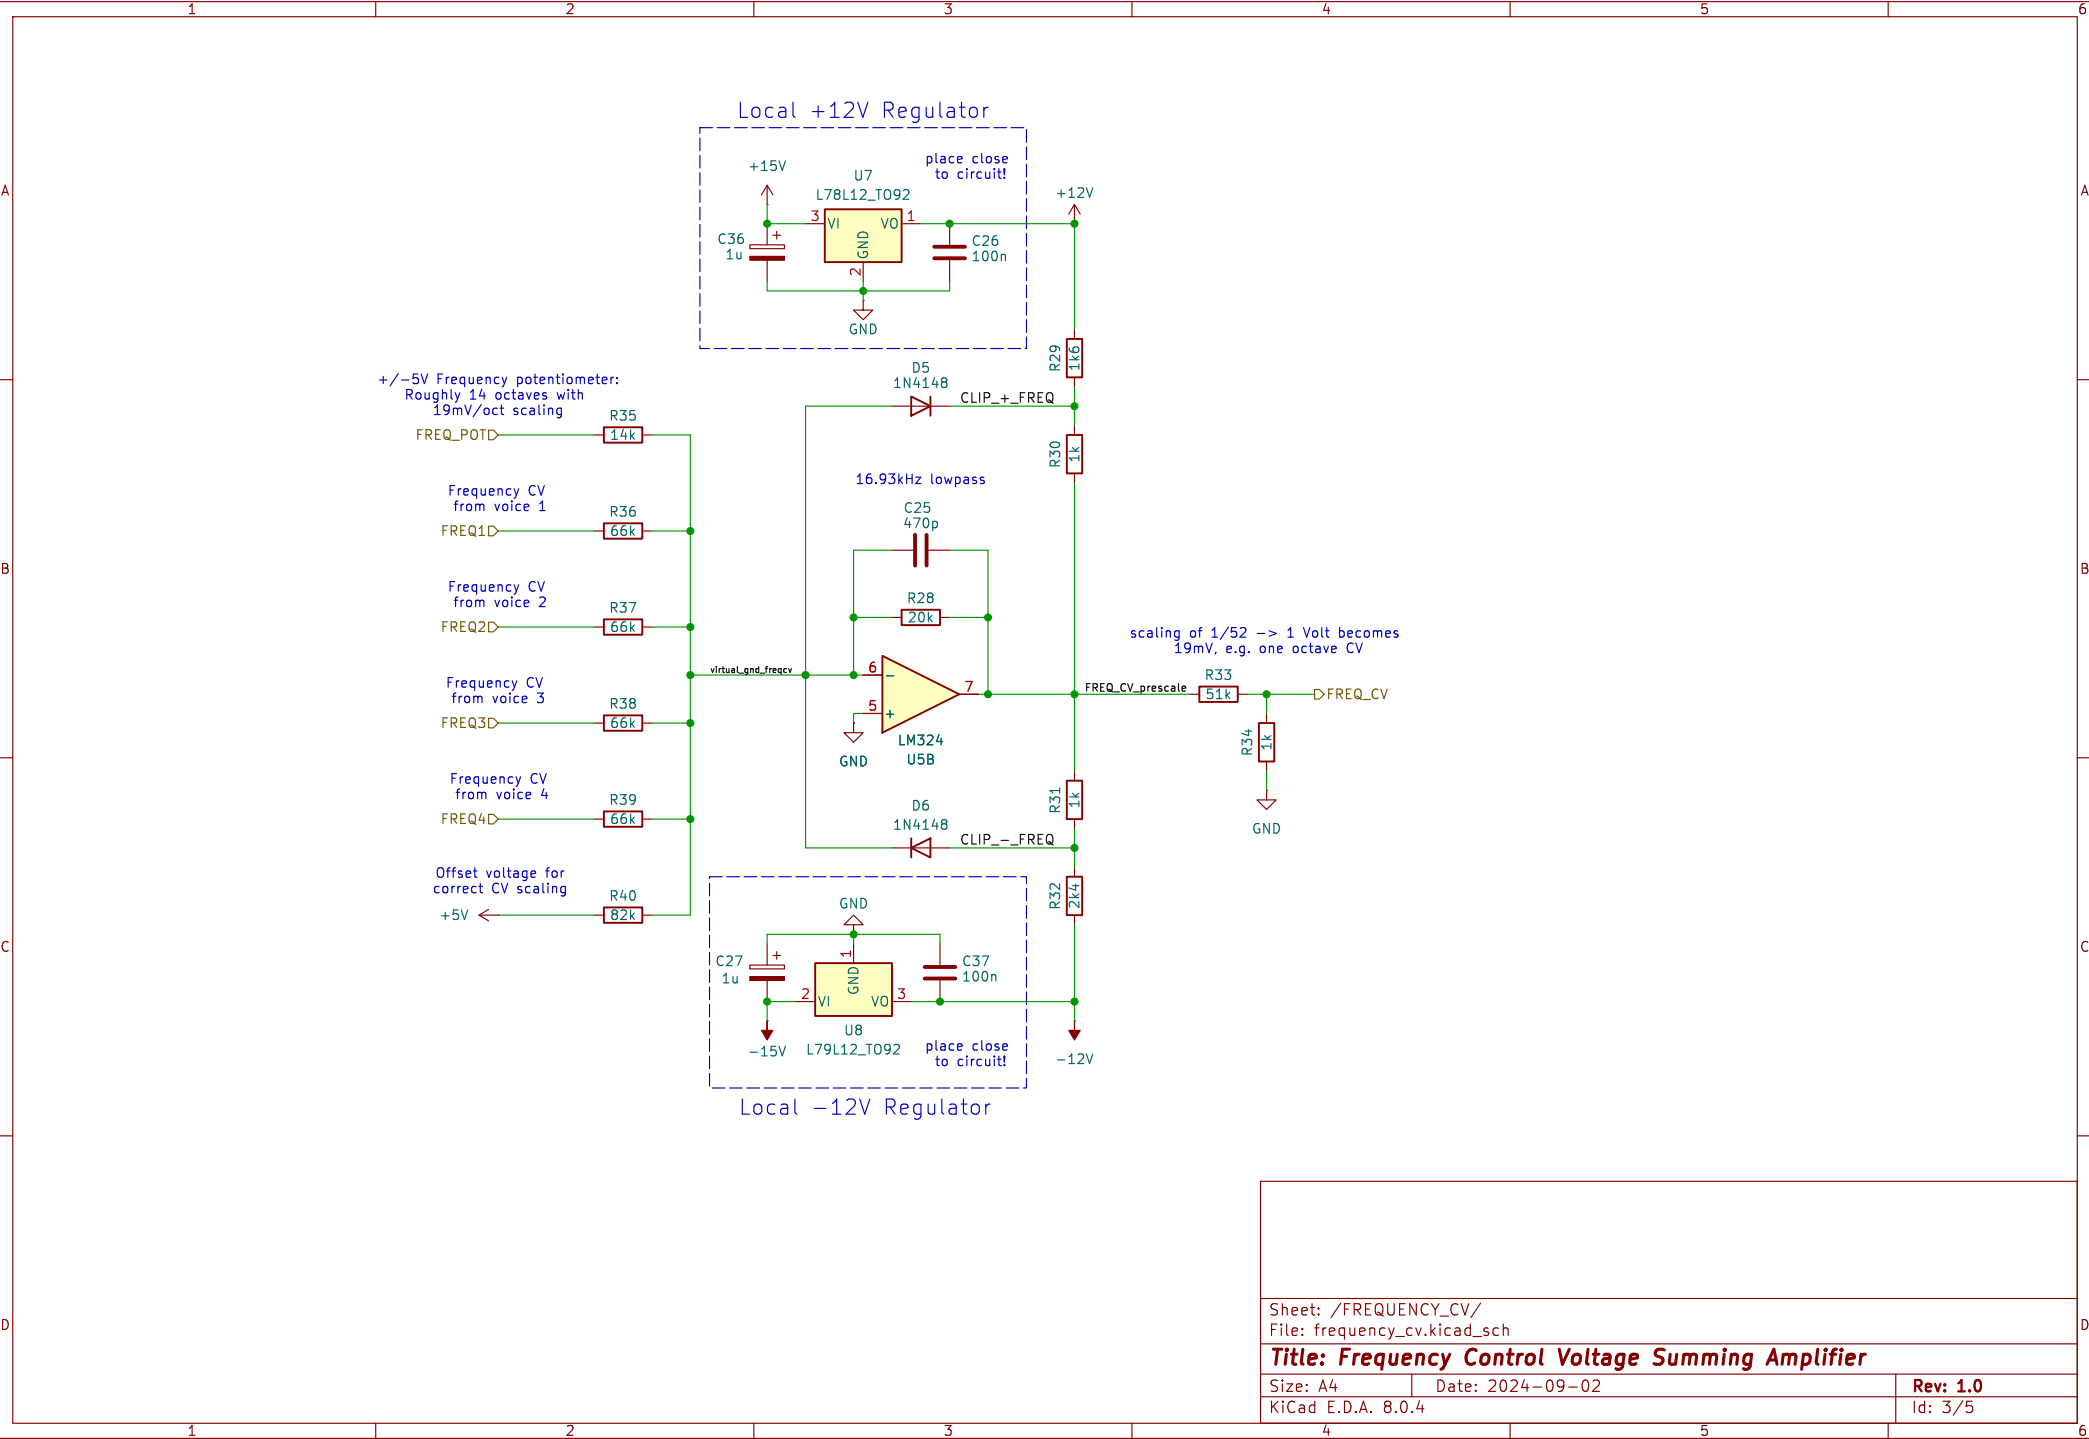 1 2 3 4 5 6
Local +12V Regulator
place close
to circuit!
+15V
U7
L78L12_TO92
+12V
A
A
3 VI VO 1
GND
2
C36
1u
+
C26
100n
GND
R29
1k6
D5
1N4148
CLIP_+_FREQ
+/-5V Frequency potentiometer:
Roughly 14 octaves with
19mV/oct scaling
R35
FREQ_POT
14k
R30
1k
16.93kHz lowpass
Frequency CV
from voice 1
R36
FREQ1
66k
C25
470p
B
B
Frequency CV
from voice 2
R37
FREQ2
66k
R28
20k
scaling of 1/52 -> 1 Volt becomes
19mV, e.g. one octave CV
virtual_gnd_freqcv
6 -
7
5 +
FREQ_CV_prescale
R33
51k
FREQ_CV
Frequency CV
from voice 3
R38
FREQ3
66k
LM324
U5B
GND
R34
1k
GND
Frequency CV
from voice 4
R39
FREQ4
66k
R31
1k
D6
1N4148
CLIP_-_FREQ
Offset voltage for
correct CV scaling
R40
+5V
82k
R32
2k4
GND
C
C
C27
1u
+
1
GND
2 VI VO 3
C37
100n
U8
L79L12_TO92
-15V
place close
to circuit!
-12V
Local -12V Regulator
D
D
Sheet: /FREQUENCY_CV/
File: frequency_cv.kicad_sch
Title: Frequency Control Voltage Summing Amplifier
Size: A4 Date: 2024-09-02 Rev: 1.0
KiCad E.D.A. 8.0.4 Id: 3/5
1 2 3 4 5 6